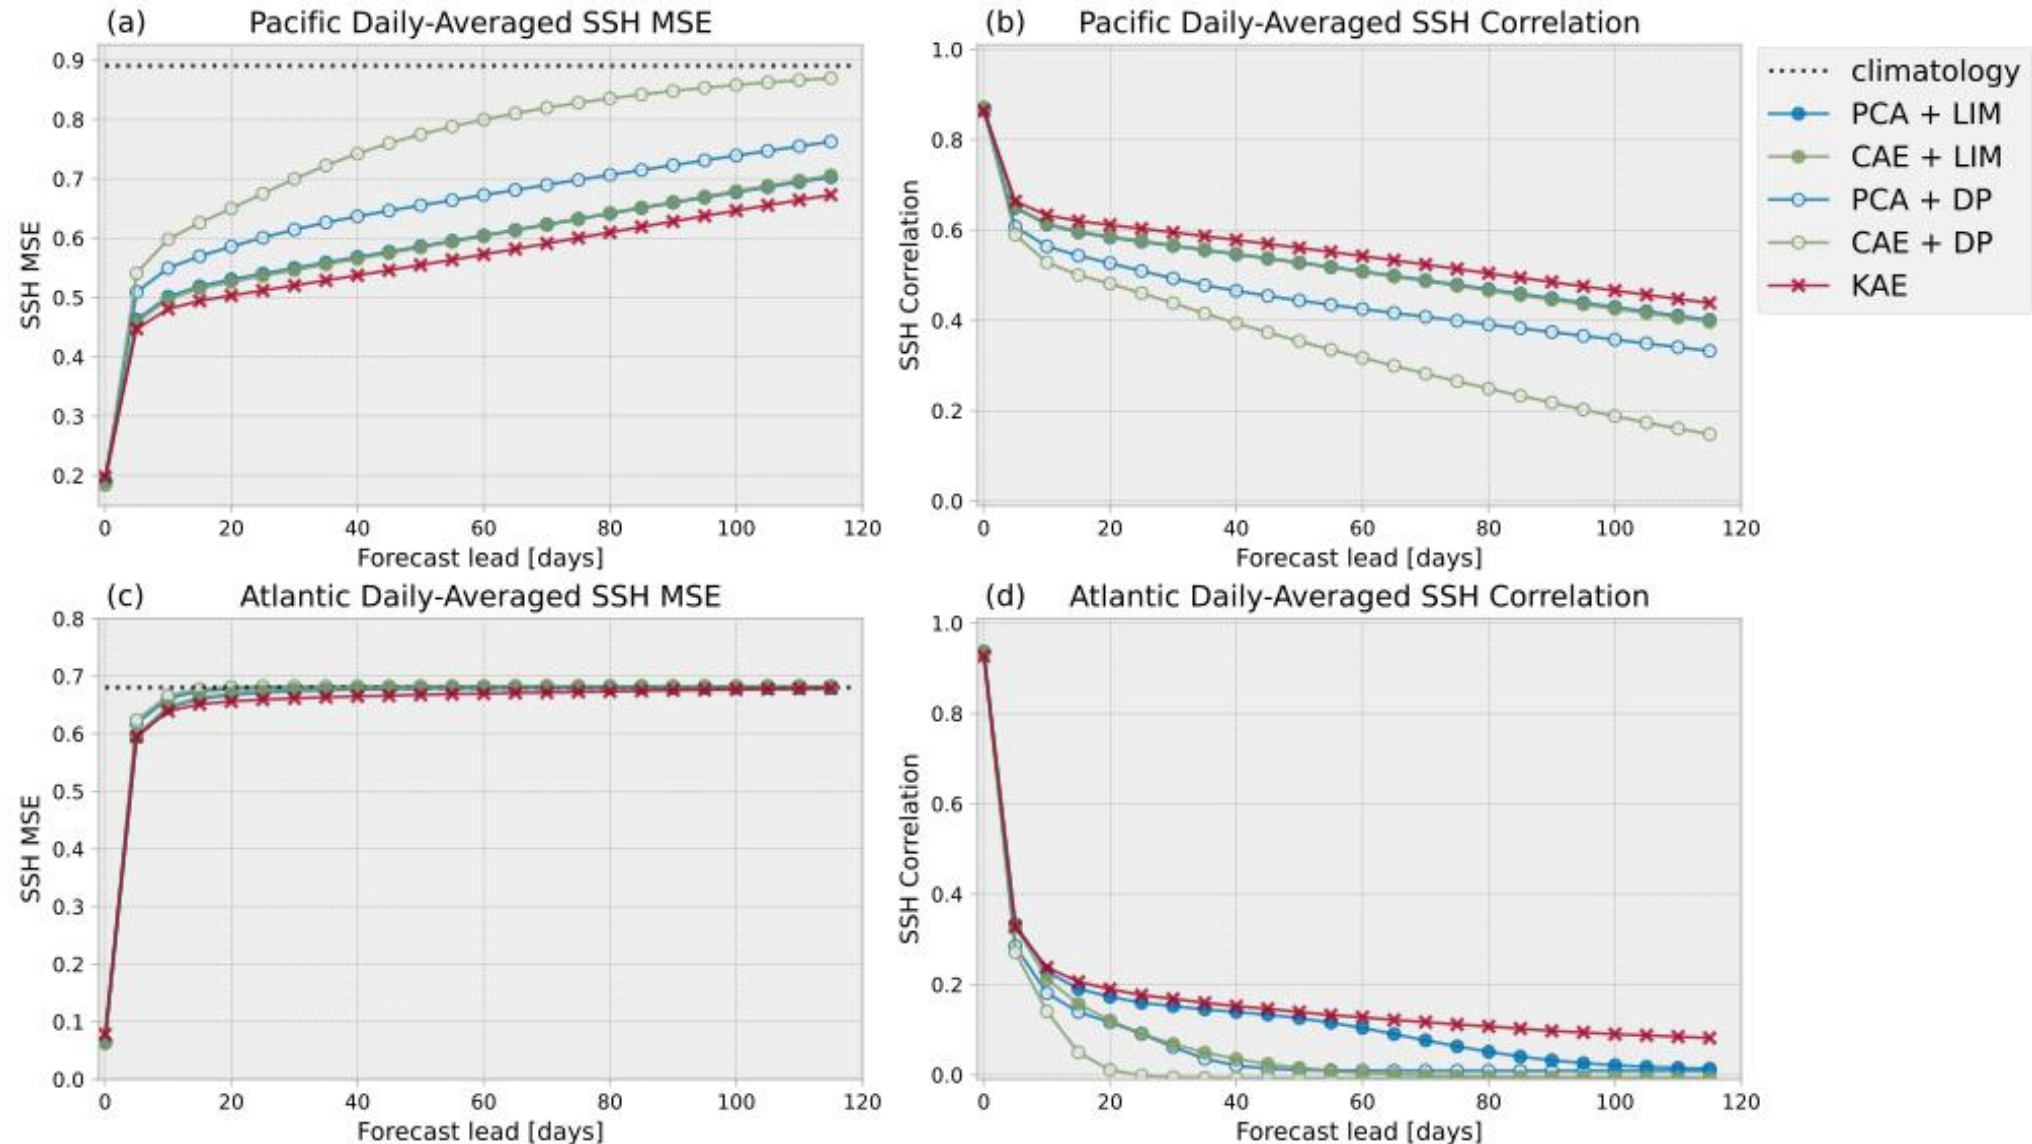 (a) Pacific Daily-Averaged SSH MSE
0.9
0.8
0.7
0.6
0.5
0.4
0.3
0.2
SSH MSE
0 20 40 60 80 100 120
Forecast lead [days]
(b) Pacific Daily-Averaged SSH Correlation
1.0
0.8
0.6
0.4
0.2
0.0
SSH Correlation
0 20 40 60 80 100 120
Forecast lead [days]
climatology
PCA + LIM
CAE + LIM
PCA + DP
CAE + DP
KAE
(c) Atlantic Daily-Averaged SSH MSE
0.8
0.7
0.6
0.5
0.4
0.3
0.2
0.1
0.0
SSH MSE
0 20 40 60 80 100 120
Forecast lead [days]
(d) Atlantic Daily-Averaged SSH Correlation
1.0
0.8
0.6
0.4
0.2
0.0
SSH Correlation
0 20 40 60 80 100 120
Forecast lead [days]